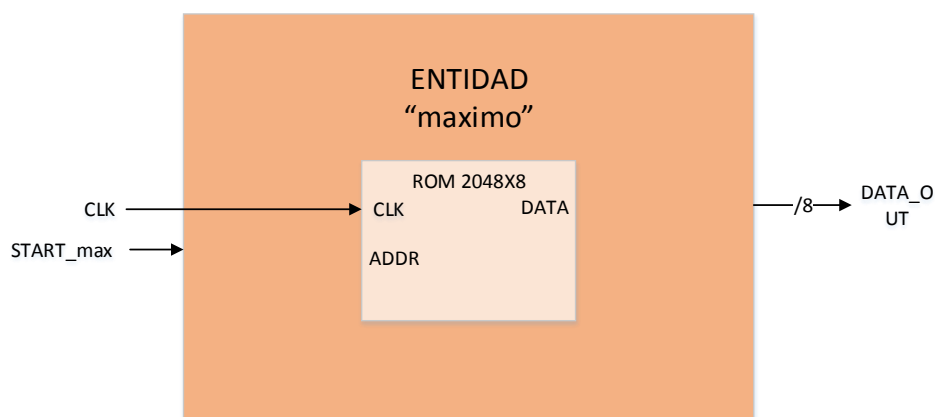 ENTIDAD
“maximo”
ROM 2048X8
CLK
CLK
DATA
/8
DATA_O
UT
START_max
ADDR